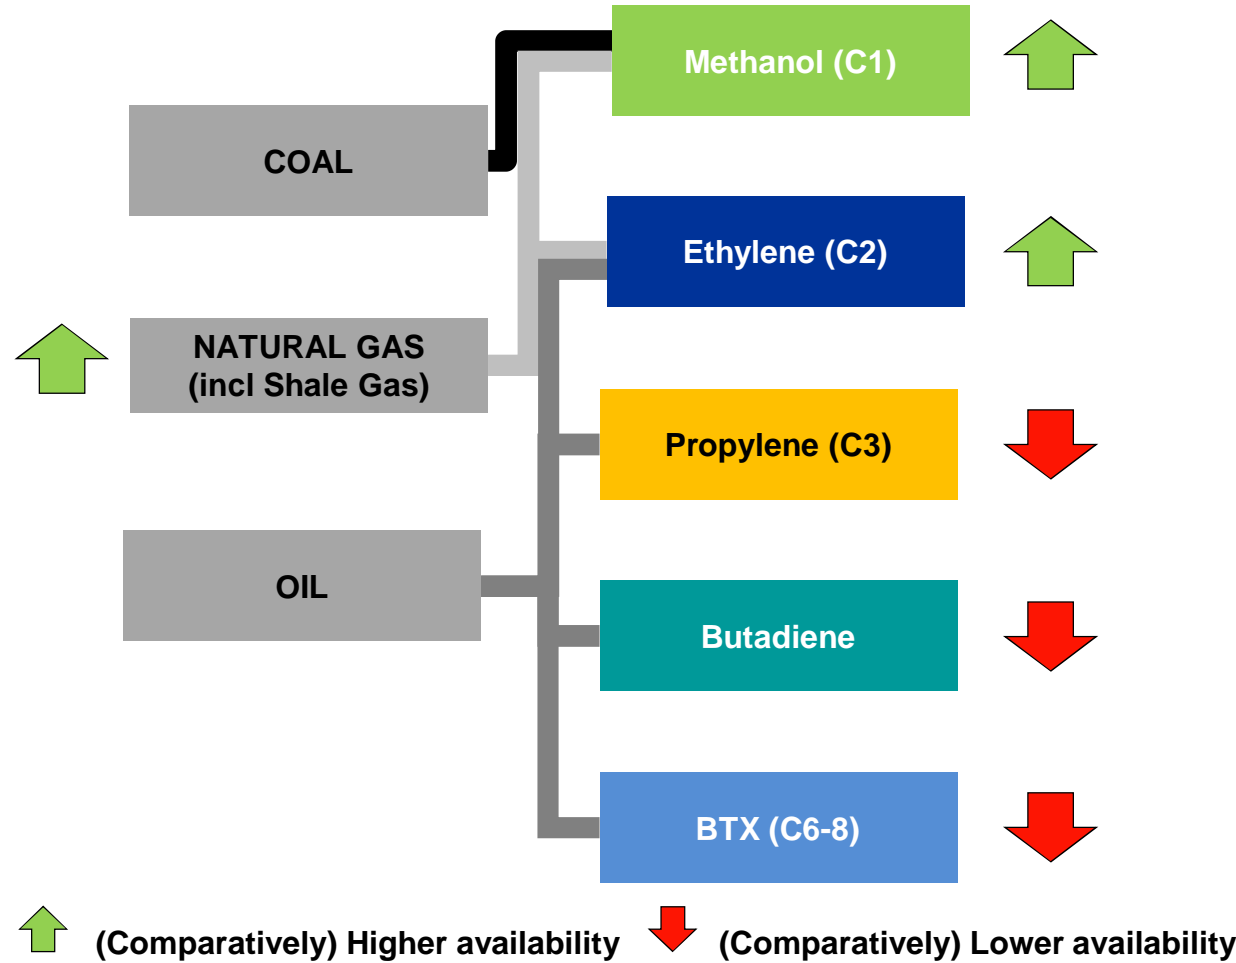 Methanol (C1)
COAL
Ethylene (C2)
NATURAL GAS
(incl Shale Gas)
Propylene (C3)
OIL
Butadiene
BTX (C6-8)
(Comparatively) Higher availability
(Comparatively) Lower availability